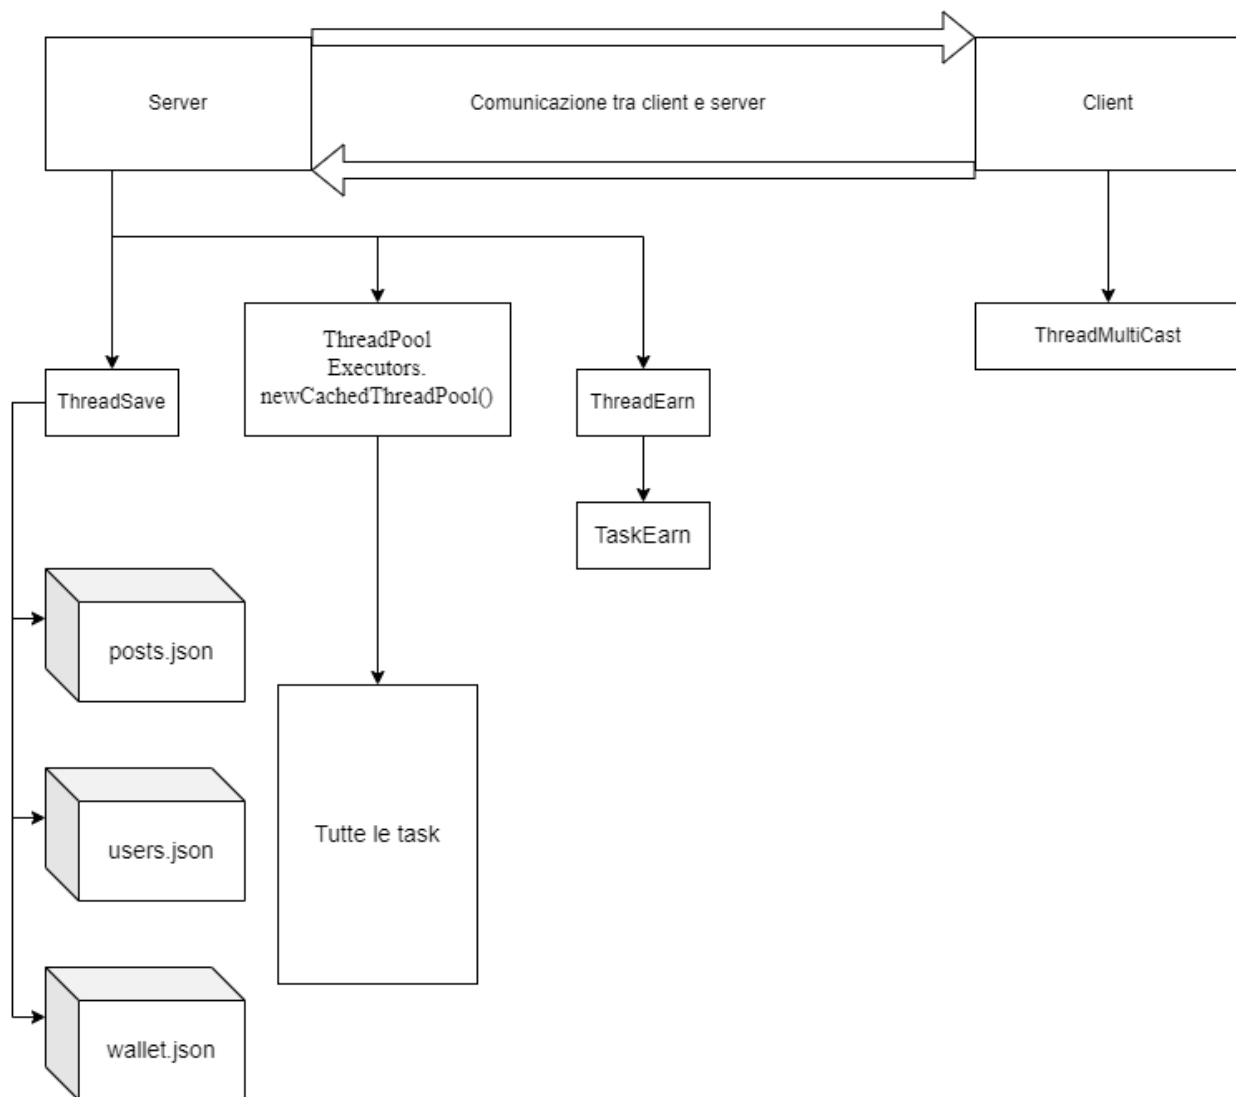 Server
Comunicazione tra client e server
Client
ThreadPool
Executors.
newCachedThreadPool()
ThreadMultiCast
ThreadSave
ThreadEarn
TaskEarn
posts.json
users.json
Tutte le task
wallet.json